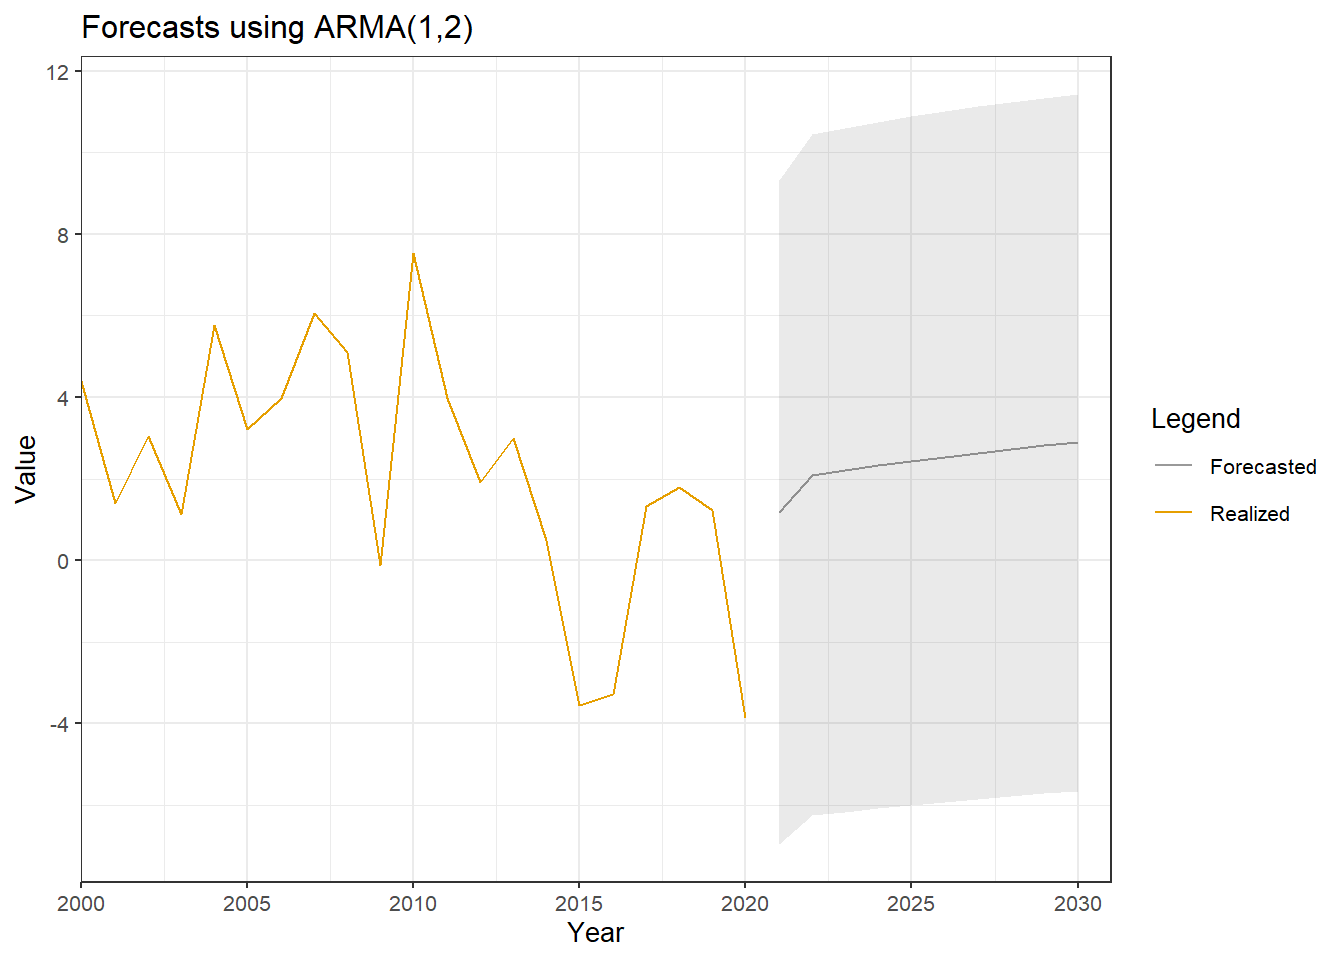 Forecasts using ARMA(1,2)
12
8
4
0
-4
Value
2000 2005 2010 2015 2020 2025 2030
Year
Legend
Forecasted
Realized